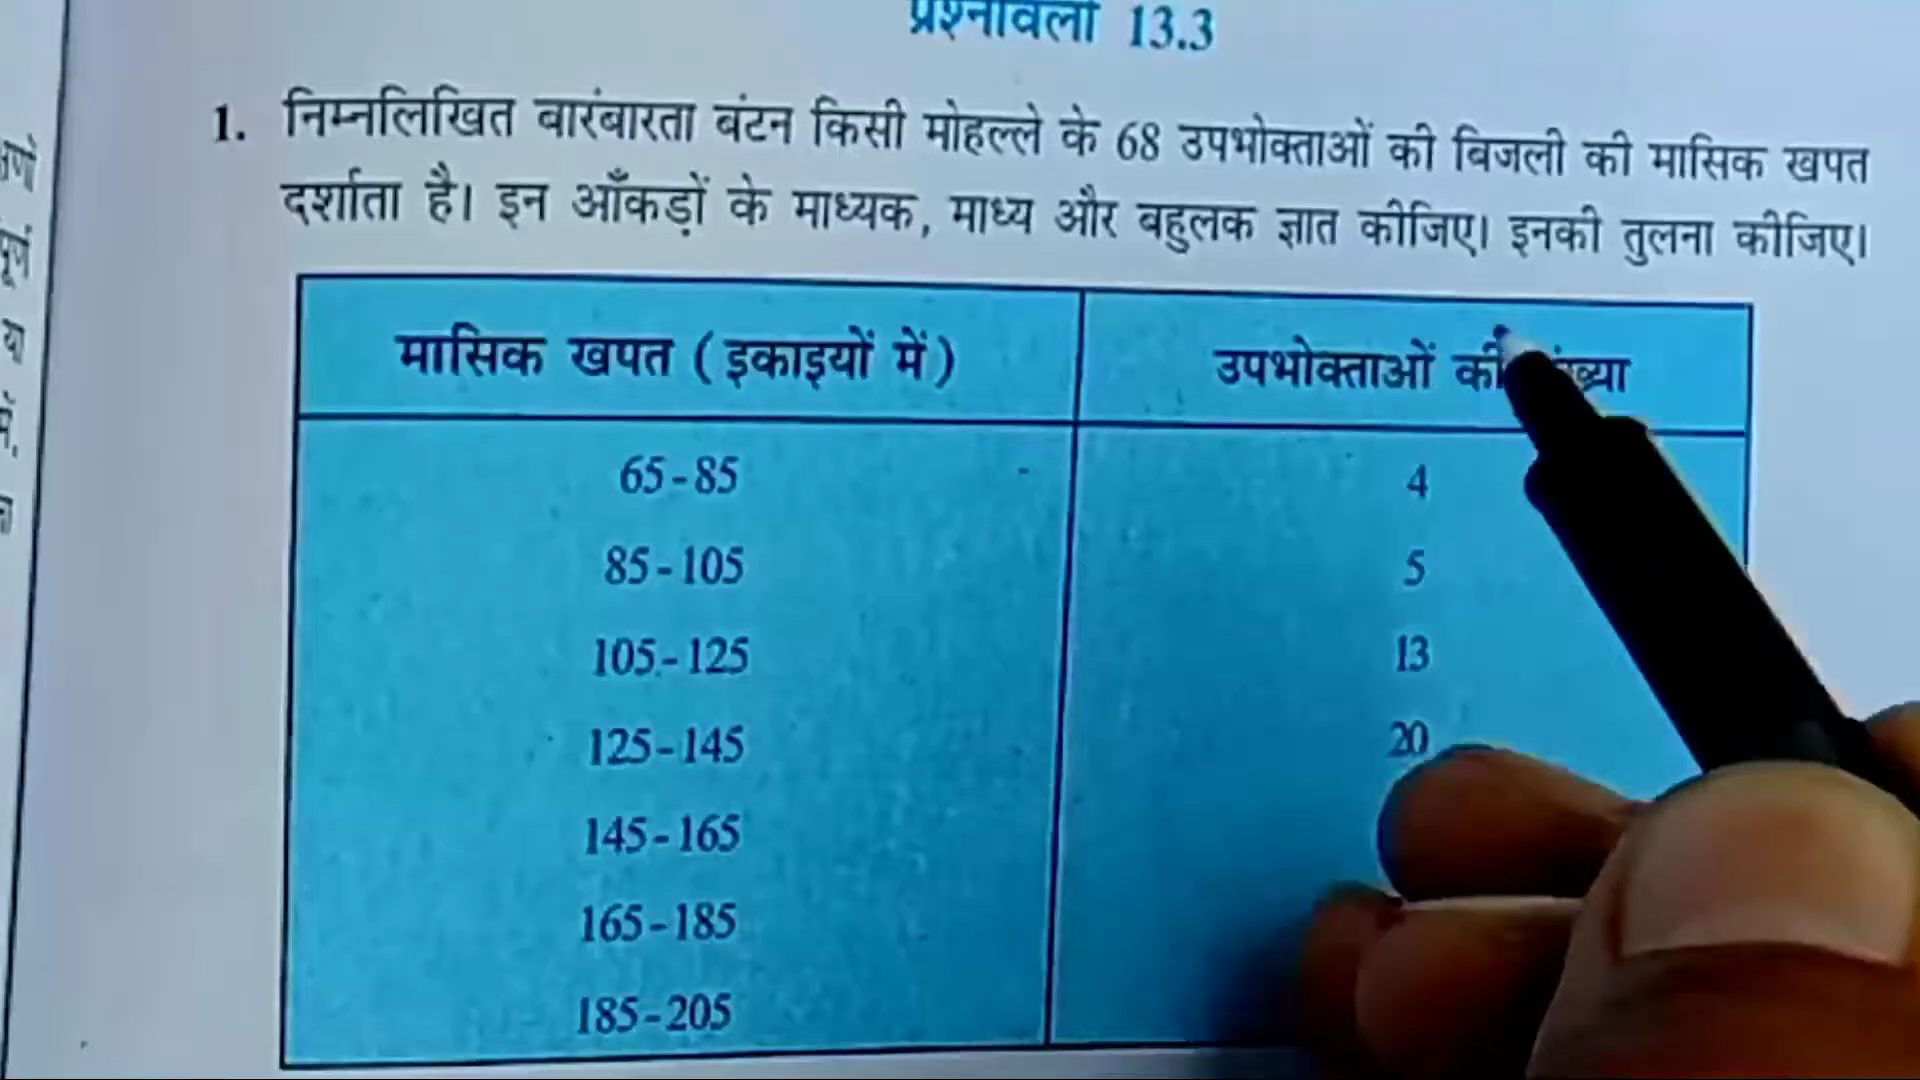 प्रश्नावली 13.3
1. निम्नलिखित बारंबारता बंटन किसी मोहल्ले के 68 उपभोक्ताओं की बिजली की मासिक खपत
दर्शाता है। इन आँकड़ों के माध्यक, माध्य और बहुलक ज्ञात कीजिए। इनकी तुलना कीजिए।
मासिक खपत (इकाइयों में) उपभोक्ताओं की
65-85 4
85-105 5
105-125 13
125-145 20
145-165
165-185
185-205